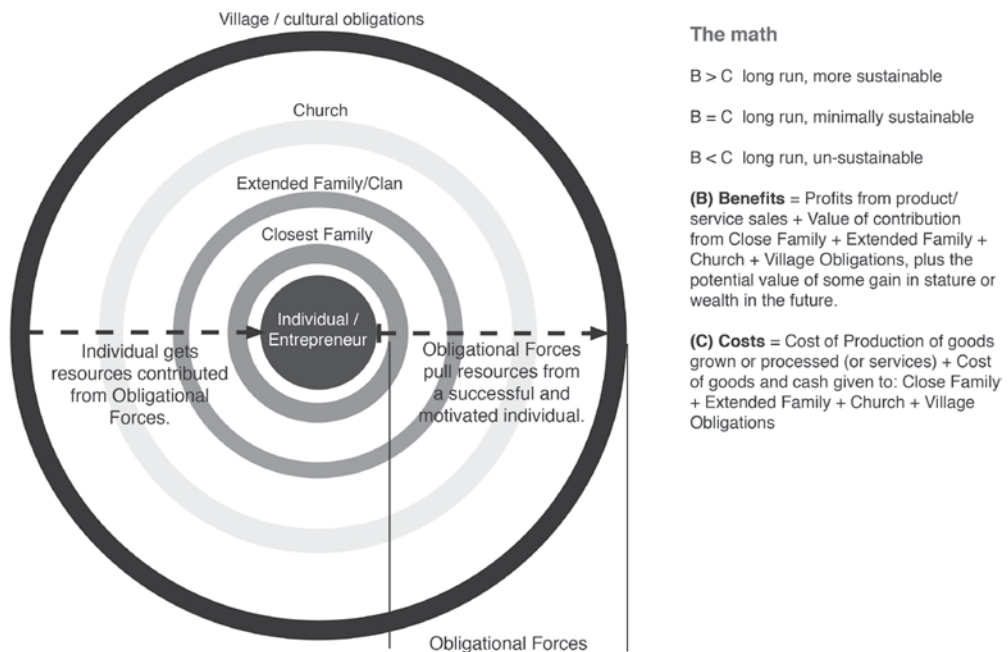 Village / cultural obligations
Church
Extended Family/Clan
Closest Family
Individual /
Entrepreneur
Individual gets
resources contributed
from Obligational
Forces.
Obligational Forces
pull resources from
a successful and
motivated individual.
Obligational Forces
The math
B > C  long run, more sustainable
B = C  long run, minimally sustainable
B < C  long run, un-sustainable
(B) Benefits = Profits from product/
service sales + Value of contribution
from Close Family + Extended Family +
Church + Village Obligations, plus the
potential value of some gain in stature or
wealth in the future.
(C) Costs = Cost of Production of goods
grown or processed (or services) + Cost
of goods and cash given to: Close Family
+ Extended Family + Church + Village
Obligations